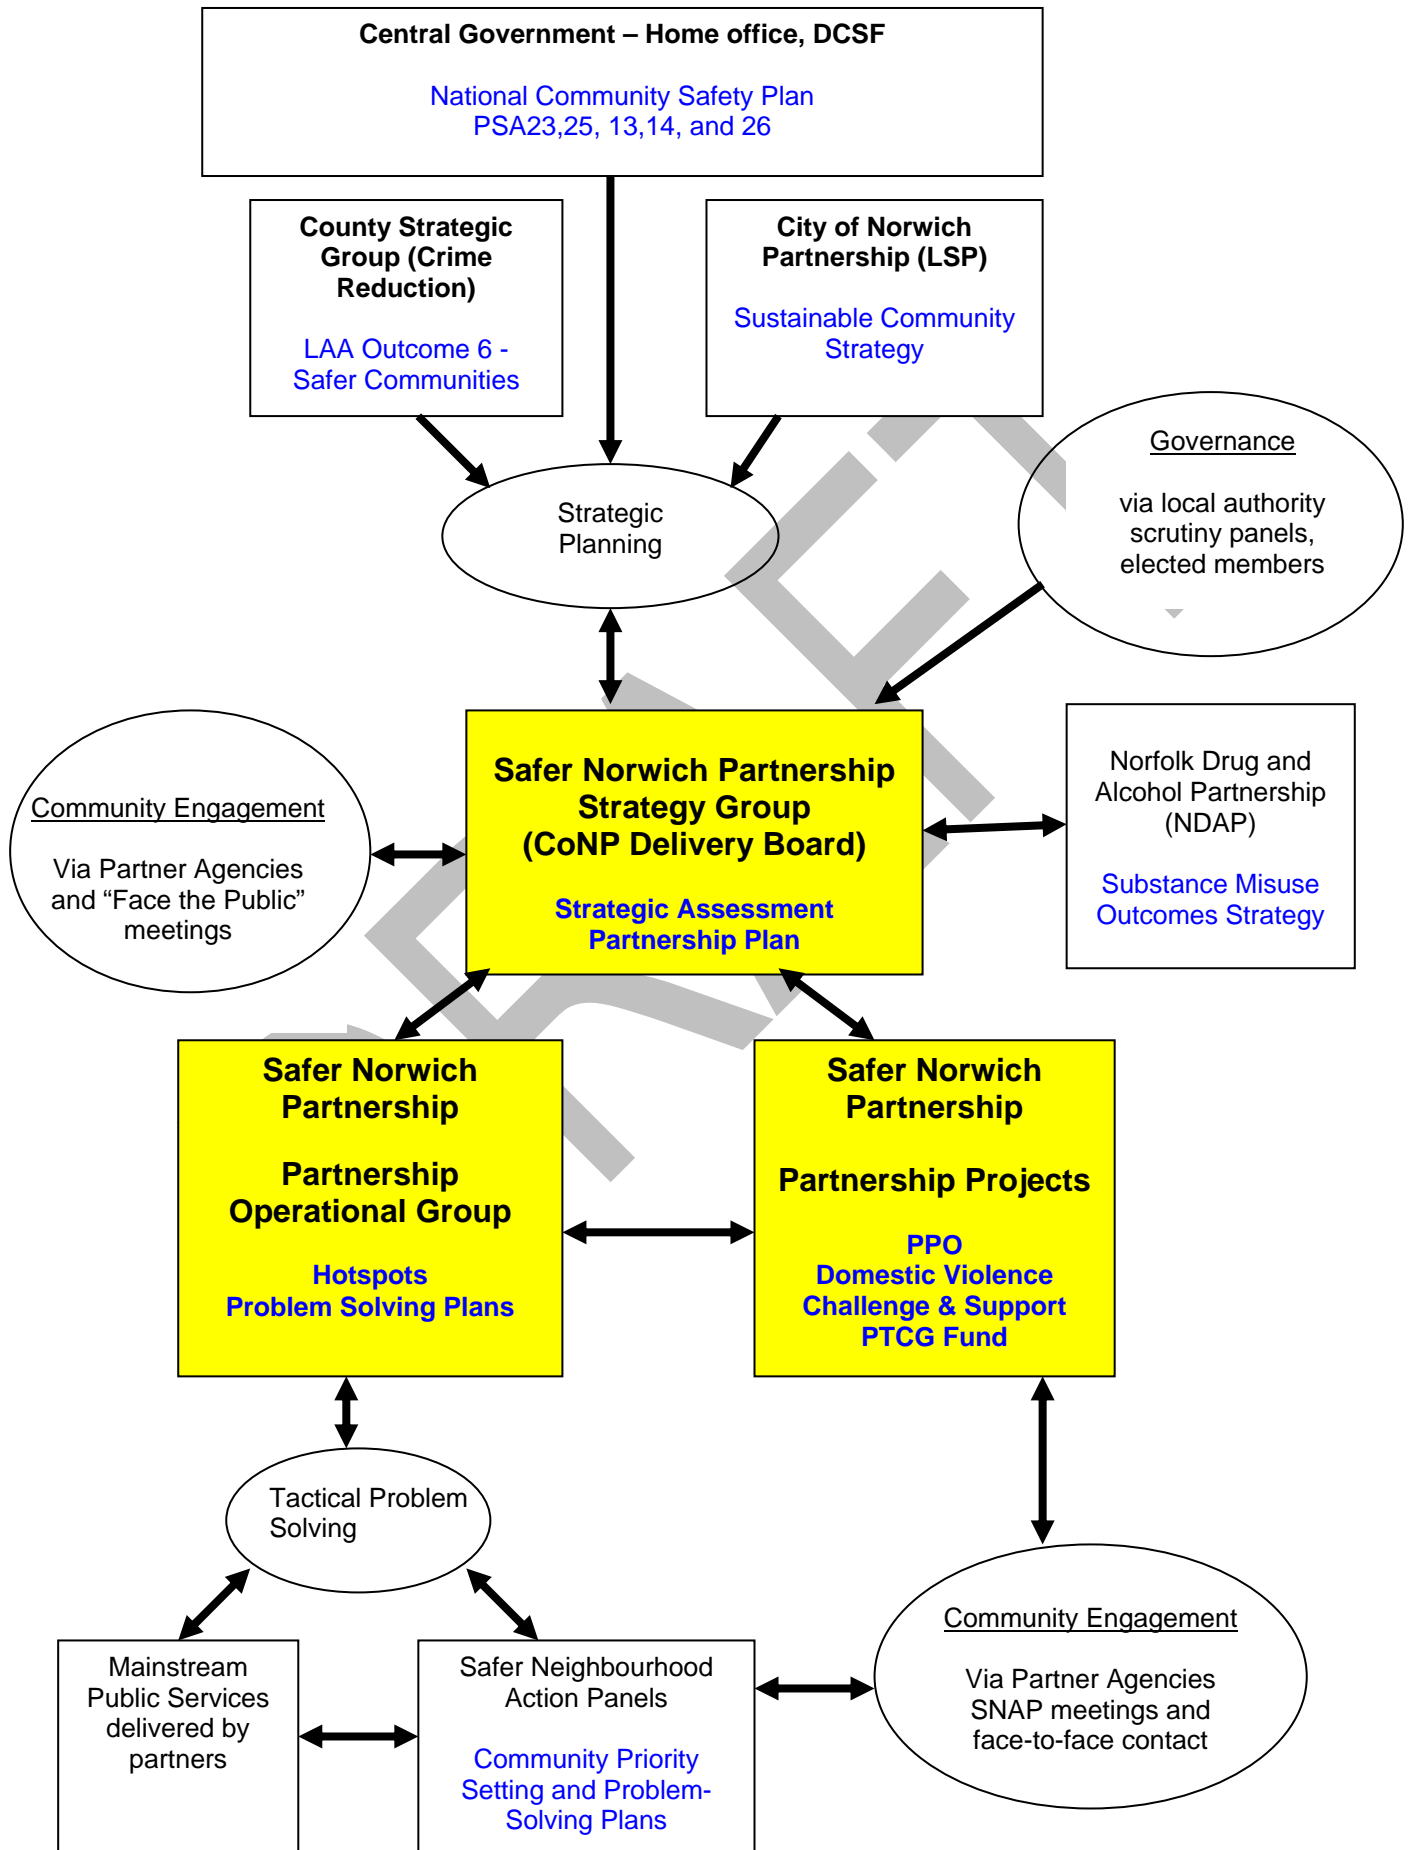 Central Government – Home office, DCSF
National Community Safety Plan
PSA23,25, 13,14, and 26
County Strategic
Group (Crime
Reduction)
LAA Outcome 6 -
Safer Communities
City of Norwich
Partnership (LSP)
Sustainable Community
Strategy
Governance
via local authority
scrutiny panels,
elected members
Strategic
Planning
Safer Norwich Partnership
Strategy Group
(CoNP Delivery Board)
Strategic Assessment
Partnership Plan
Community Engagement
Via Partner Agencies
and “Face the Public”
meetings
Norfolk Drug and
Alcohol Partnership
(NDAP)
Substance Misuse
Outcomes Strategy
Safer Norwich
Partnership
Partnership
Operational Group
Hotspots
Problem Solving Plans
Safer Norwich
Partnership
Partnership Projects
PPO
Domestic Violence
Challenge & Support
PTCG Fund
Tactical Problem
Solving
Mainstream
Public Services
delivered by
partners
Safer Neighbourhood
Action Panels
Community Priority
Setting and Problem-
Solving Plans
Community Engagement
Via Partner Agencies
SNAP meetings and
face-to-face contact
DRAFT